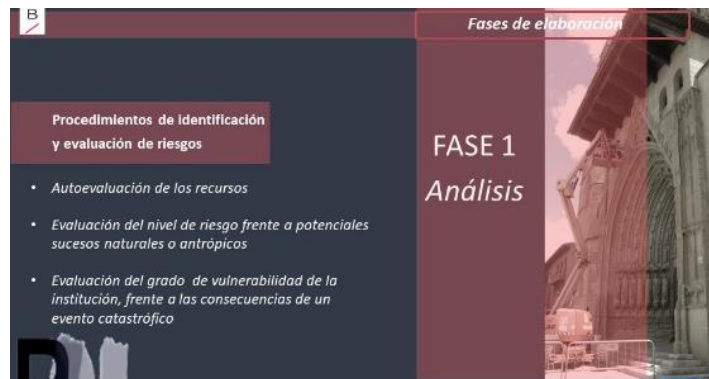 B
Fases de elaboración
Procedimientos de identificación
y evaluación de riesgos
FASE 1
Análisis
• Autoevaluación de los recursos
• Evaluación del nivel de riesgo frente a potenciales
sucesos naturales o antrópicos
• Evaluación del grado de vulnerabilidad de la
institución, frente a las consecuencias de un
evento catastrófico